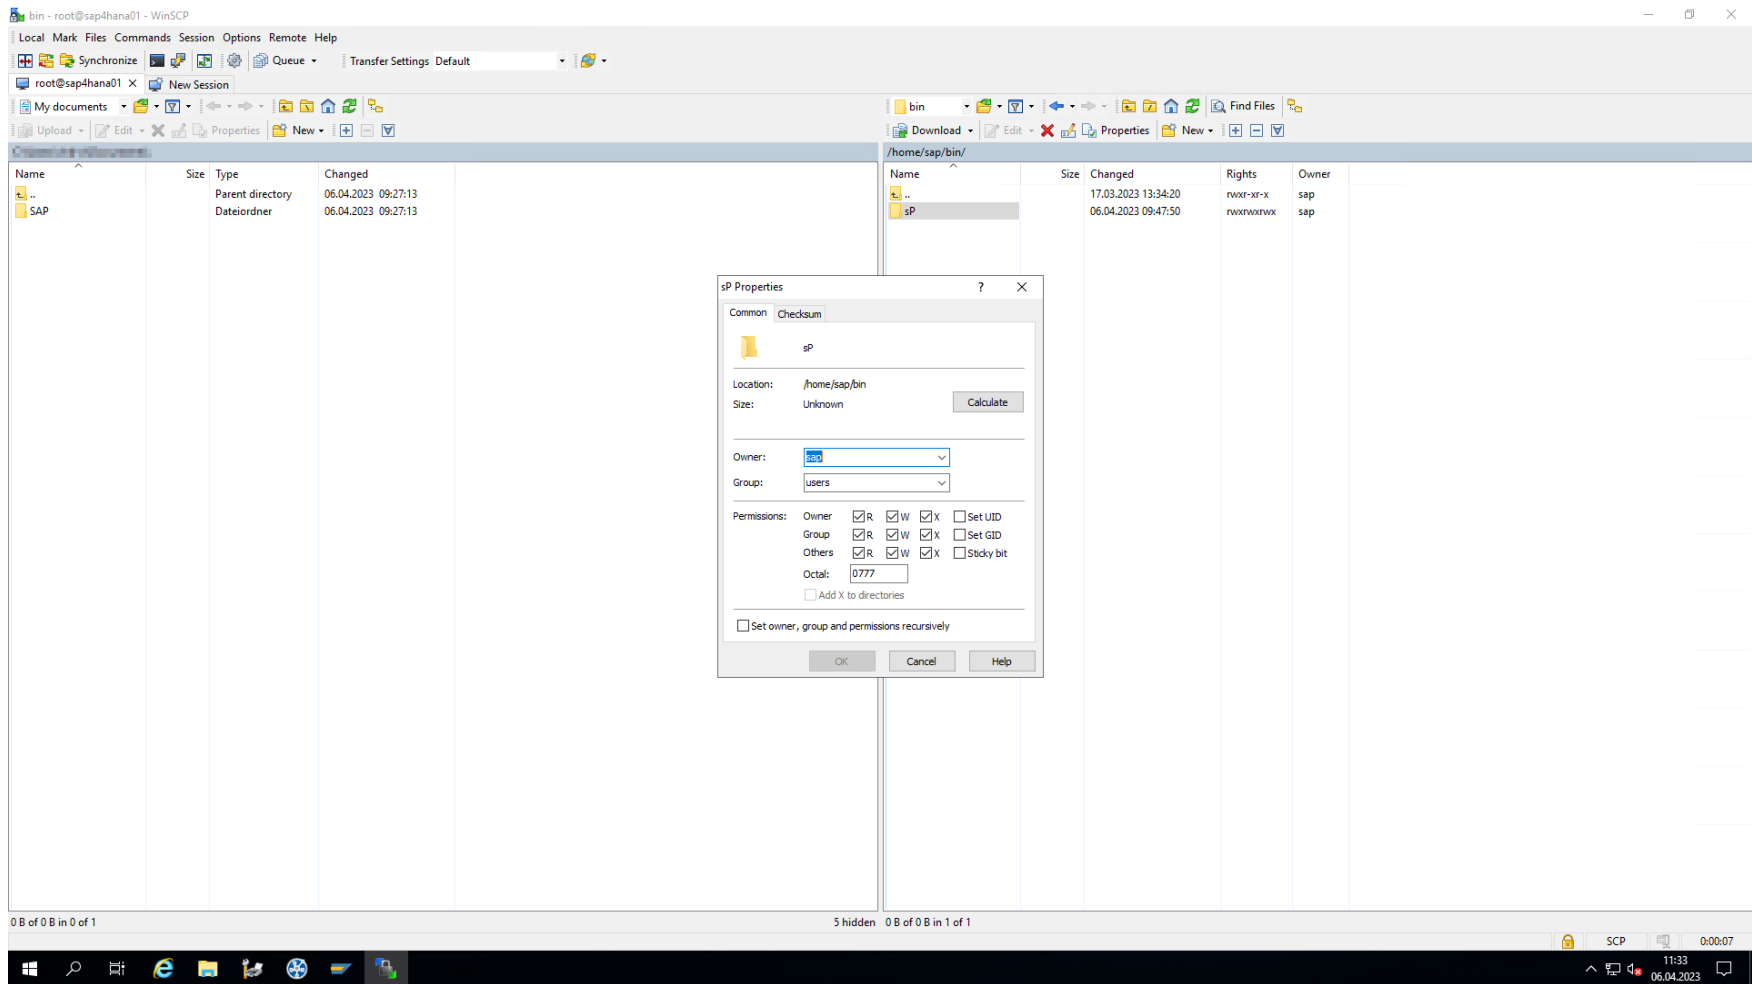 bin - root@sap4hana01 - WinSCP
Local Mark Files Commands Session Options Remote Help
Synchronize Queue Transfer Settings Default
root@sap4hana01 New Session
My documents
bin Find Files
Upload Edit Properties New
Download Edit Properties New
/home/sap/bin/
Name Size Type Changed
.. Parent directory 06.04.2023 09:27:13
SAP Dateiordner 06.04.2023 09:27:13
Name Size Changed Rights Owner
.. 17.03.2023 13:34:20 rwxr-xr-x sap
sP 06.04.2023 09:47:50 rwxrwxrwx sap
sP Properties ?
Common Checksum
sP
Location: /home/sap/bin
Size: Unknown Calculate
Owner: sap
Group: users
Permissions: Owner R W X Set UID
Group R W X Set GID
Others R W X Sticky bit
Octal: 0777
Add X to directories
Set owner, group and permissions recursively
OK Cancel Help
0 B of 0 B in 0 of 1 5 hidden
0 B of 0 B in 1 of 1
SCP 0:00:07
11:33
06.04.2023